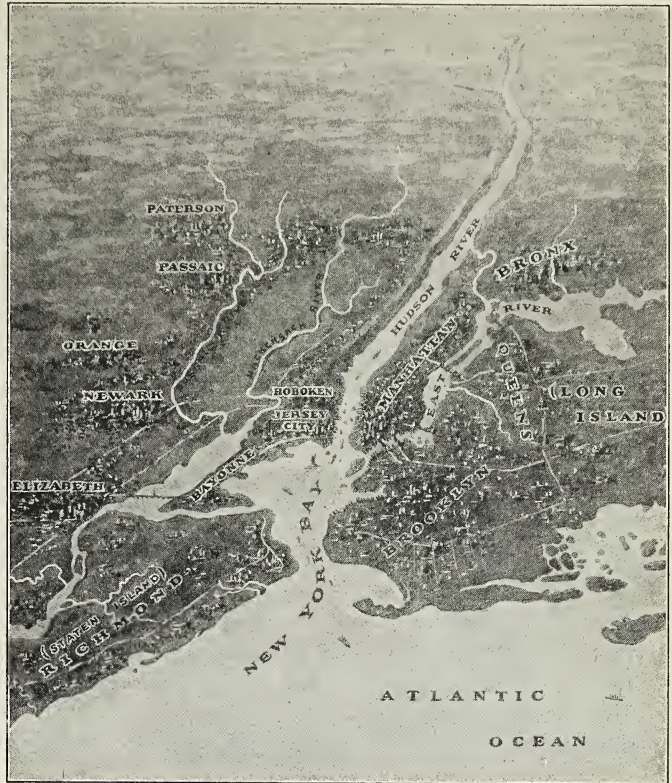 PATERSON
PASSAIC
ORANGE
NEWARK
ELIZABETH
HACKENSACK
HUDSON RIVER
HOBOKEN
JERSEY
CITY
BAYONNE
MANHATTAN
BRONX
EAST RIVER
QUEENS
(LONG
ISLAND)
BROOKLYN
NEW YORK BAY
(STATEN ISLAND)
RICHMOND
ATLANTIC
OCEAN